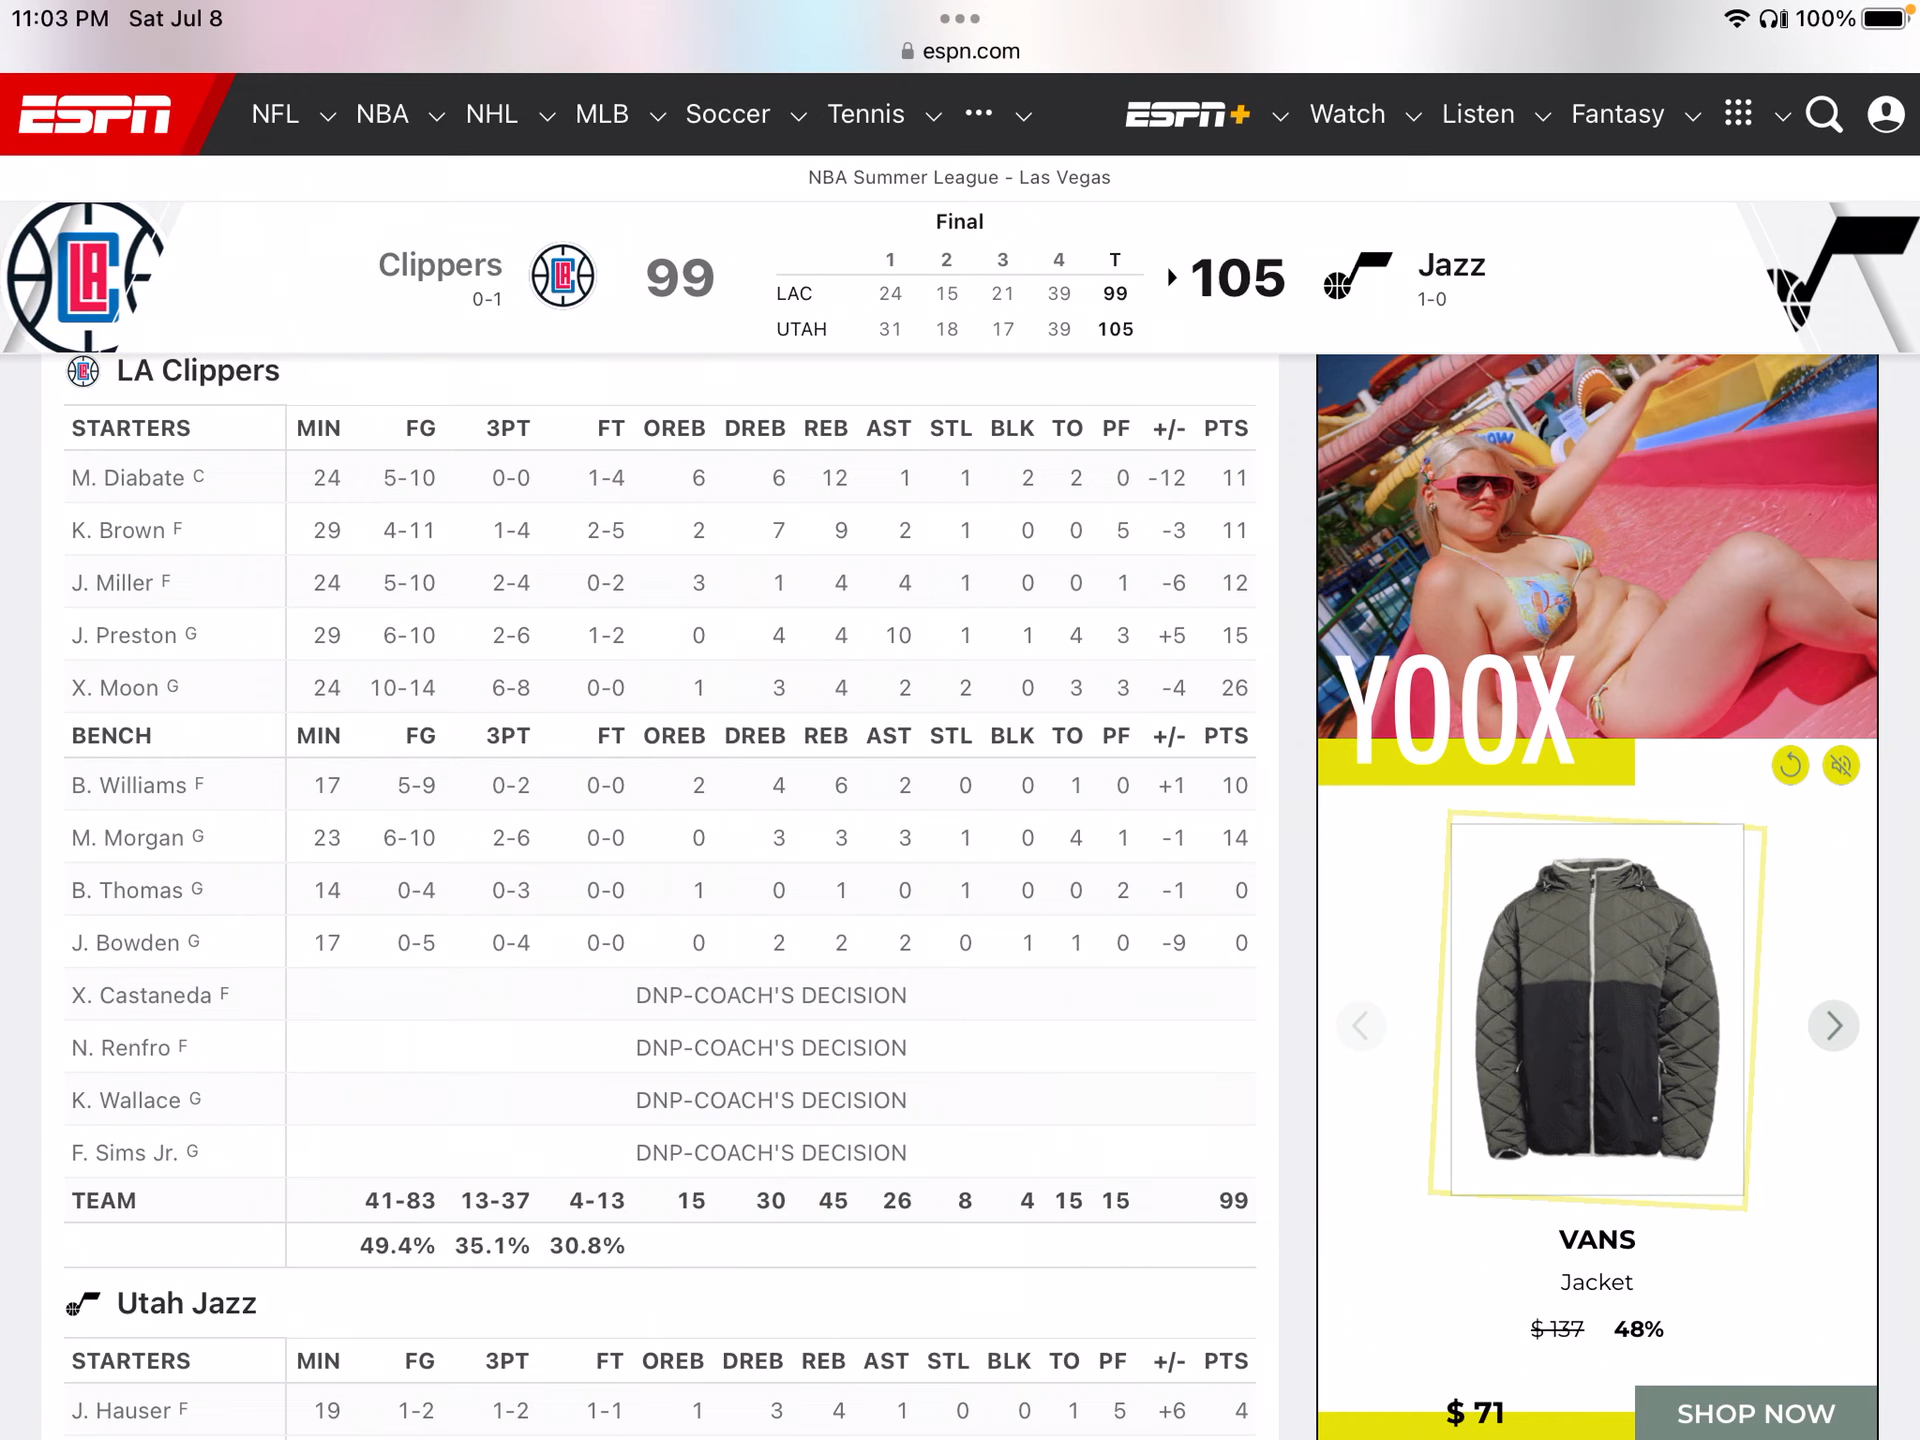 11:03 PM Sat Jul 8
100%
espn.com
ESPN NFL NBA NHL MLB Soccer Tennis ESPN+ Watch Listen Fantasy
NBA Summer League - Las Vegas
Final
Clippers
0-1
99
1 2 3 4 T
LAC 24 15 21 39 99
UTAH 31 18 17 39 105
105
Jazz
1-0
LA Clippers
STARTERS MIN FG 3PT FT OREB DREB REB AST STL BLK TO PF +/- PTS
M. Diabate C 24 5-10 0-0 1-4 6 6 12 1 1 2 2 0 -12 11
K. Brown F 29 4-11 1-4 2-5 2 7 9 2 1 0 0 5 -3 11
J. Miller F 24 5-10 2-4 0-2 3 1 4 4 1 0 0 1 -6 12
J. Preston G 29 6-10 2-6 1-2 0 4 4 10 1 1 4 3 +5 15
X. Moon G 24 10-14 6-8 0-0 1 3 4 2 2 0 3 3 -4 26
BENCH MIN FG 3PT FT OREB DREB REB AST STL BLK TO PF +/- PTS
B. Williams F 17 5-9 0-2 0-0 2 4 6 2 0 0 1 0 +1 10
M. Morgan G 23 6-10 2-6 0-0 0 3 3 3 1 0 4 1 -1 14
B. Thomas G 14 0-4 0-3 0-0 1 0 1 0 1 0 0 2 -1 0
J. Bowden G 17 0-5 0-4 0-0 0 2 2 2 0 1 1 0 -9 0
X. Castaneda F DNP-COACH'S DECISION
N. Renfro F DNP-COACH'S DECISION
K. Wallace G DNP-COACH'S DECISION
F. Sims Jr. G DNP-COACH'S DECISION
TEAM 41-83 13-37 4-13 15 30 45 26 8 4 15 15 99
49.4% 35.1% 30.8%
Utah Jazz
STARTERS MIN FG 3PT FT OREB DREB REB AST STL BLK TO PF +/- PTS
J. Hauser F 19 1-2 1-2 1-1 1 3 4 1 0 0 1 5 +6 4
YOOX
VANS
Jacket
$ 137 48%
$ 71
SHOP NOW